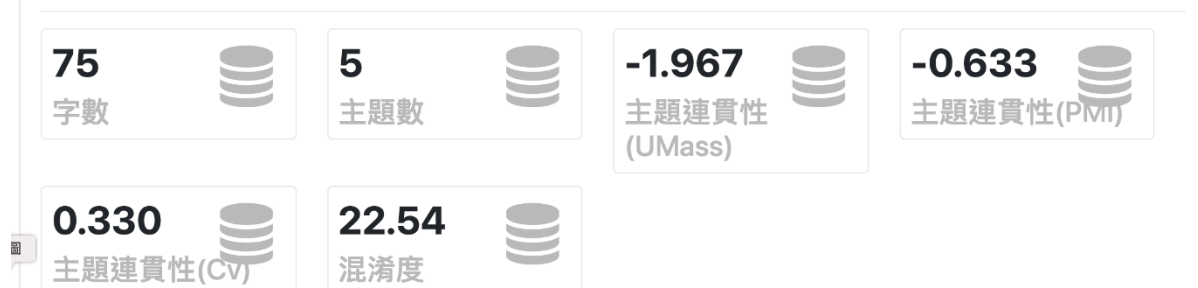 75
字數
5
主題數
-1.967
主題連貫性
(UMass)
-0.633
主題連貫性(PMI)
0.330
主題連貫性(Cv)
22.54
混淆度
圖